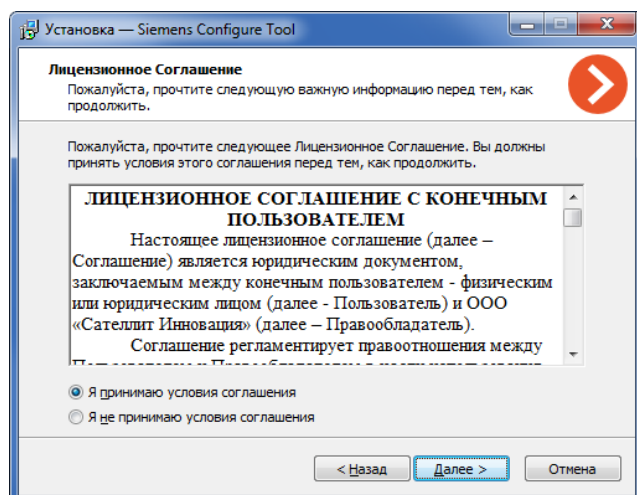 Установка — Siemens Configure Tool
Лицензионное Соглашение
Пожалуйста, прочтите следующую важную информацию перед тем, как
продолжить.
Пожалуйста, прочтите следующее Лицензионное Соглашение. Вы должны
принять условия этого соглашения перед тем, как продолжить.
ЛИЦЕНЗИОННОЕ СОГЛАШЕНИЕ С КОНЕЧНЫМ
ПОЛЬЗОВАТЕЛЕМ
Настоящее лицензионное соглашение (далее –
Соглашение) является юридическим документом,
заключаемым между конечным пользователем - физическим
или юридическим лицом (далее - Пользователь) и ООО
«Сателлит Инновация» (далее – Правообладатель).
Соглашение регламентирует правоотношения между
Я принимаю условия соглашения
Я не принимаю условия соглашения
< Назад Далее > Отмена